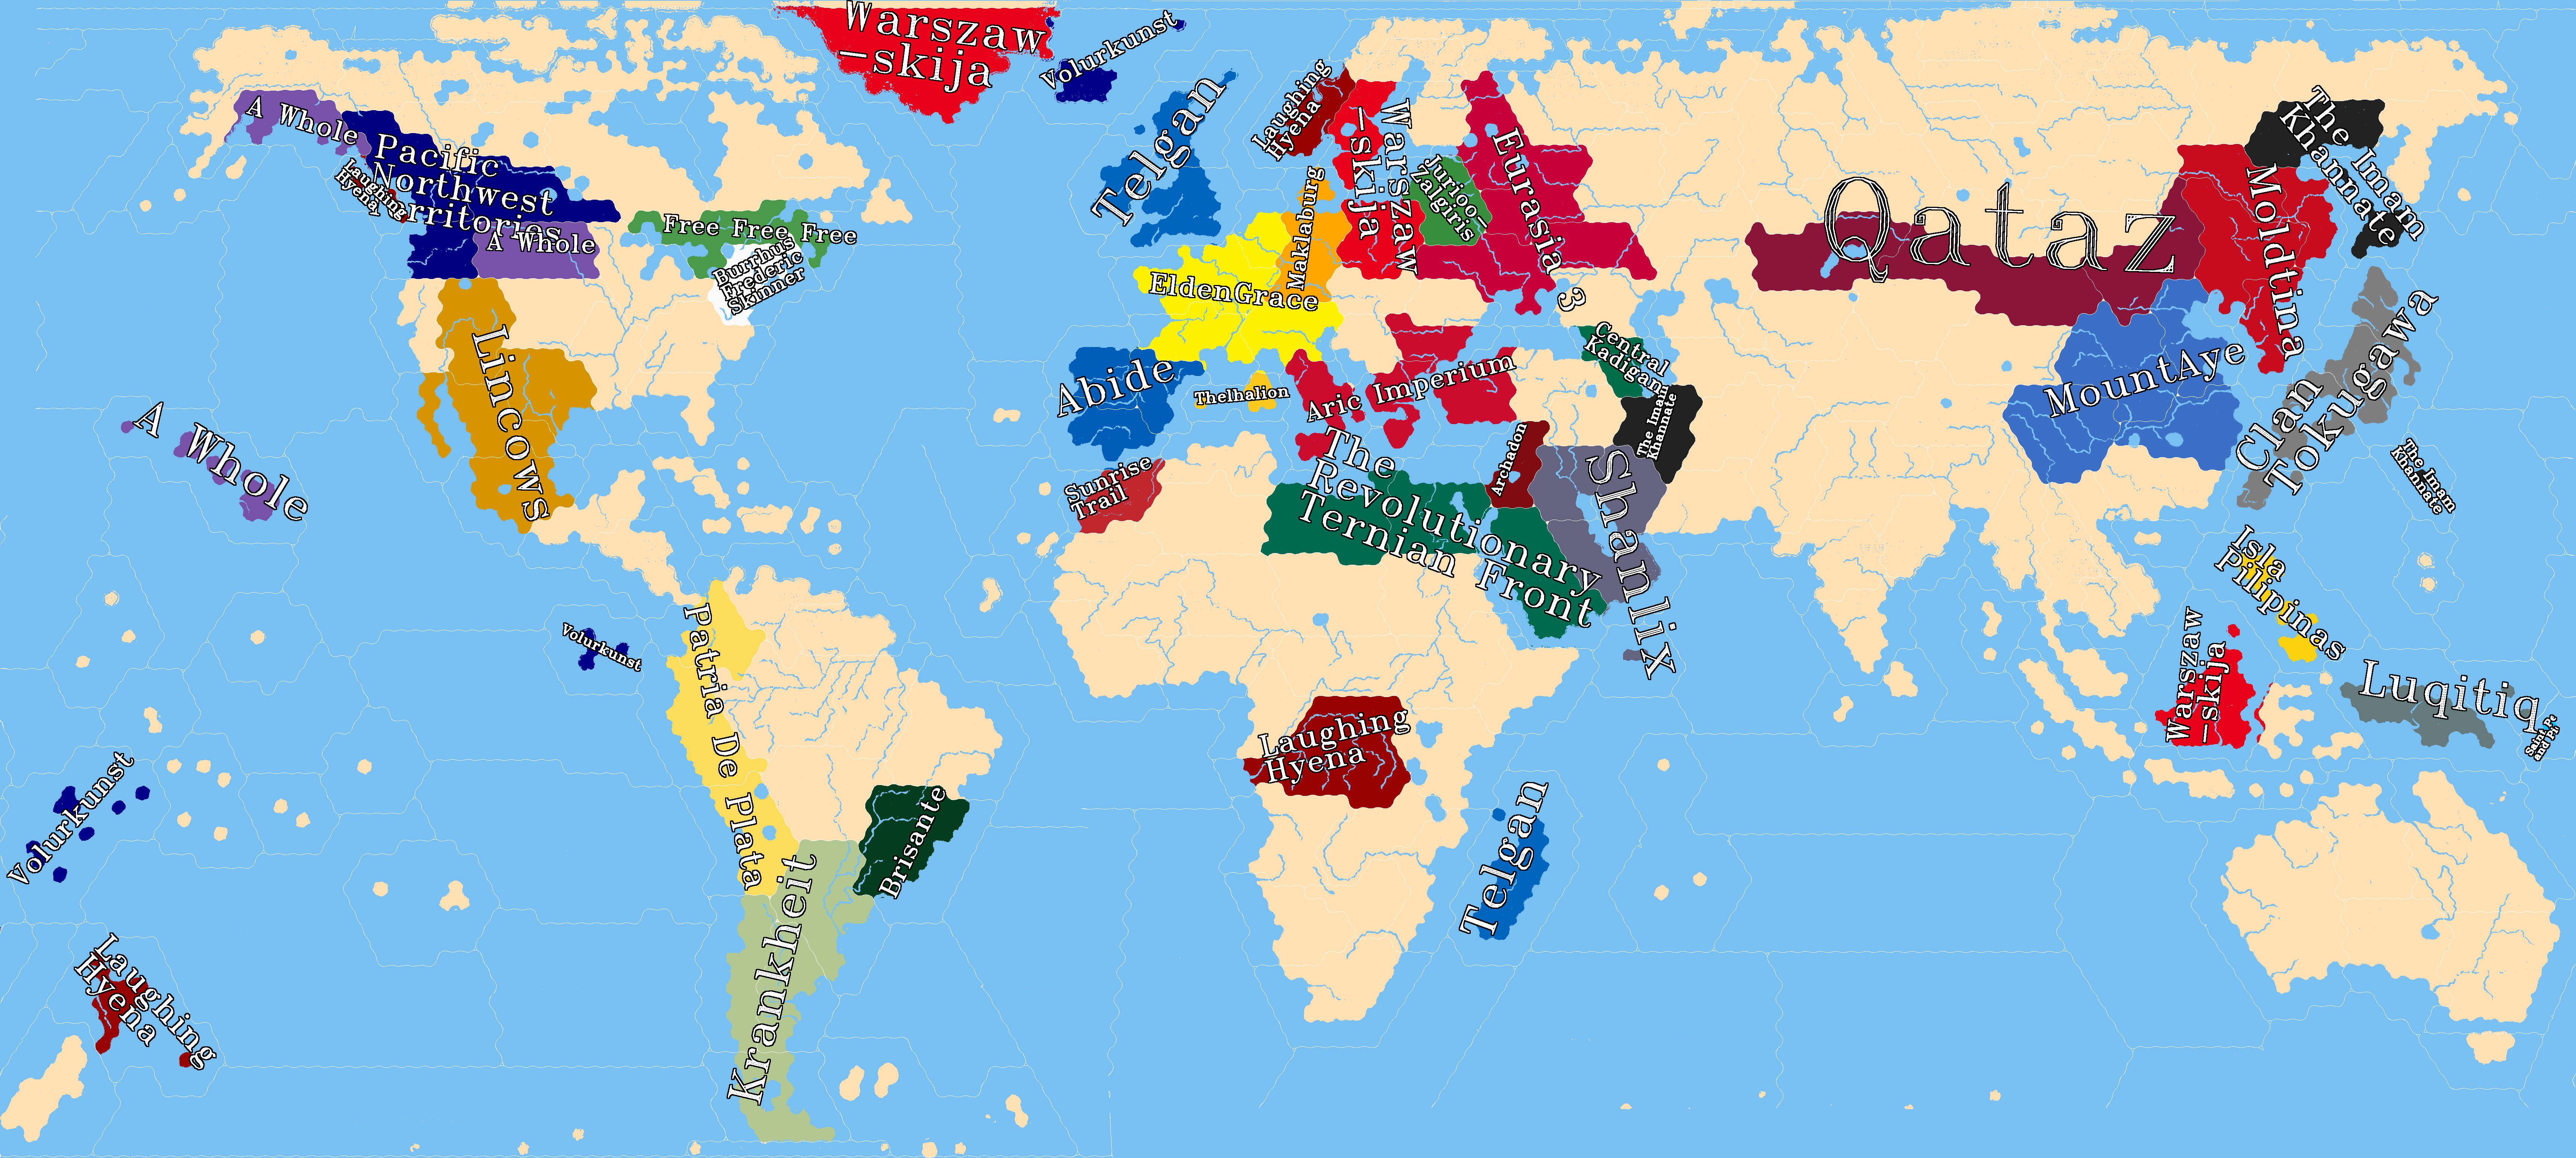 Warszaw
-skija
Volurkunst
A Whole
Pacific
Northwest
Territories
Laughing
Hyena
A Whole
Free Free Free
Burrhus
Frederic
Skinner
Lincows
A Whole
Telgan
Laughing
Hyena
Warszaw
-skija
Maklaburg
EldenGrace
Eurasia 3
Abide
Thelhalion
Aric Imperium
Central
Kadigan
The Imam
Khannate
Archadon
Shamlix
Sunrise
Trail
The
Revolutionary
Ternian Front
Qataz
Moldtina
The Imam
Khannate
MountAye
Clan
Tokugawa
The Imam
Khannate
Isla
Pilipinas
Warszaw
-skija
Luqitiq
Volurkunst
Patria De Plata
Brisante
Krankheit
Laughing
Hyena
Telgan
Volurkunst
Laughing
Hyena